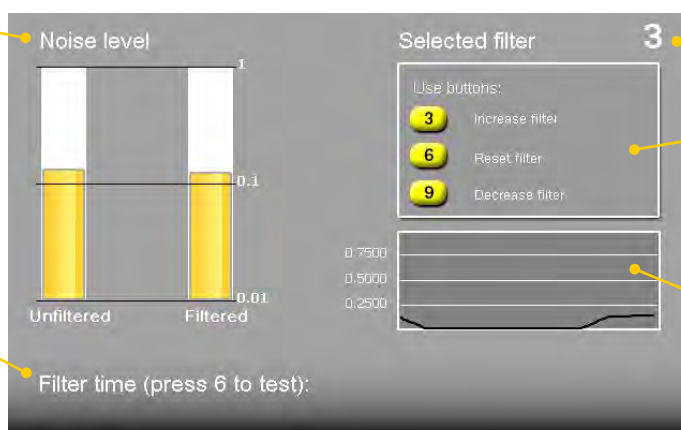 Noise level
1
0.1
0.01
Unfiltered
Filtered
Selected filter 3
Use buttons:
3 Increase filter
6 Reset filter
9 Decrease filter
0.7500
0.5000
0.2500
Filter time (press 6 to test):